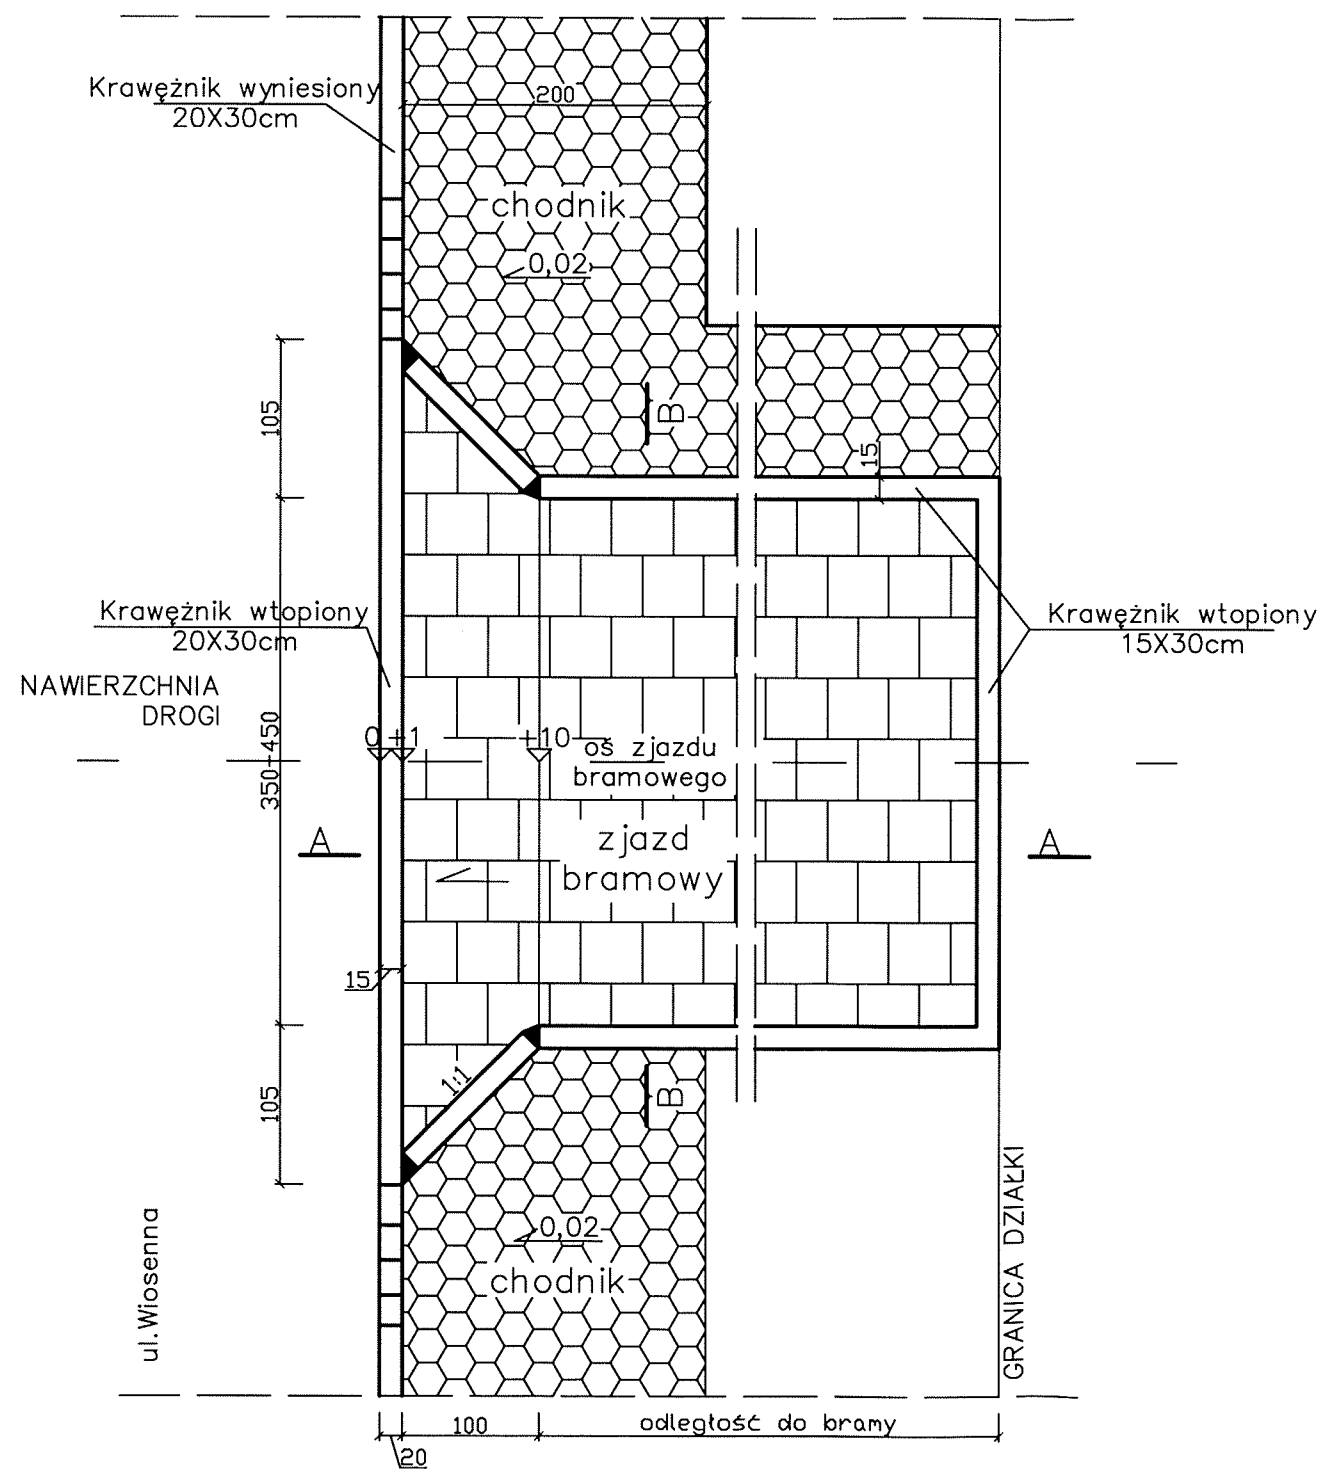 200
Krawężnik wyniesiony
20X30cm
chodnik
0,02
105
B
15
Krawężnik wtopiony
20X30cm
Krawężnik wtopiony
15X30cm
NAWIERZCHNIA
DROGI
350÷450
0 +1
+10
oś zjazdu
bramowego
A
zjazd
bramowy
A
15
1:1
B
105
0,02
chodnik
ul.Wiosenna
GRANICA DZIAŁKI
100
odległość do bramy
20